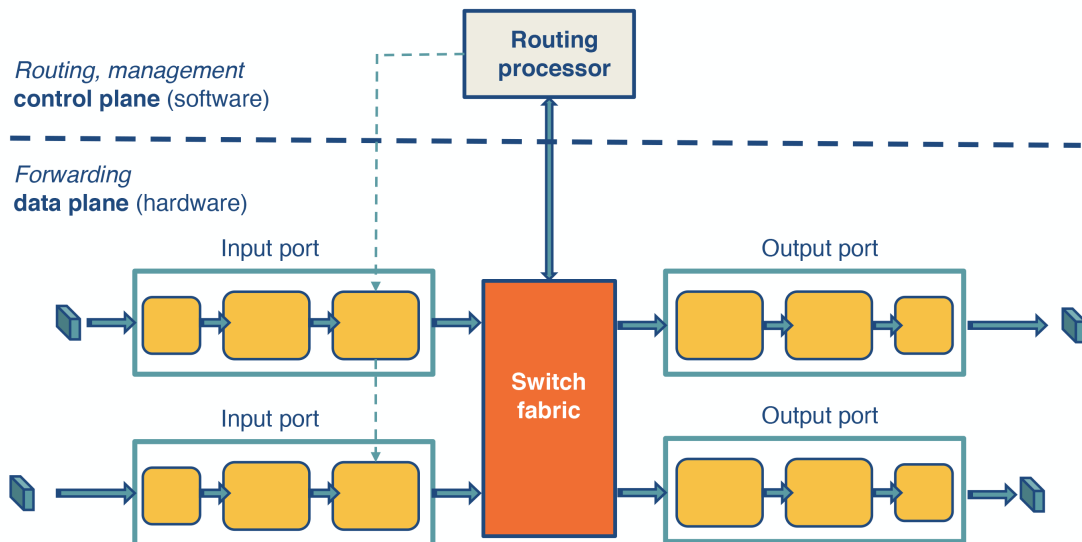 Routing
processor
Routing, management
control plane (software)
Forwarding
data plane (hardware)
Input port
Output port
Switch
fabric
Input port
Output port